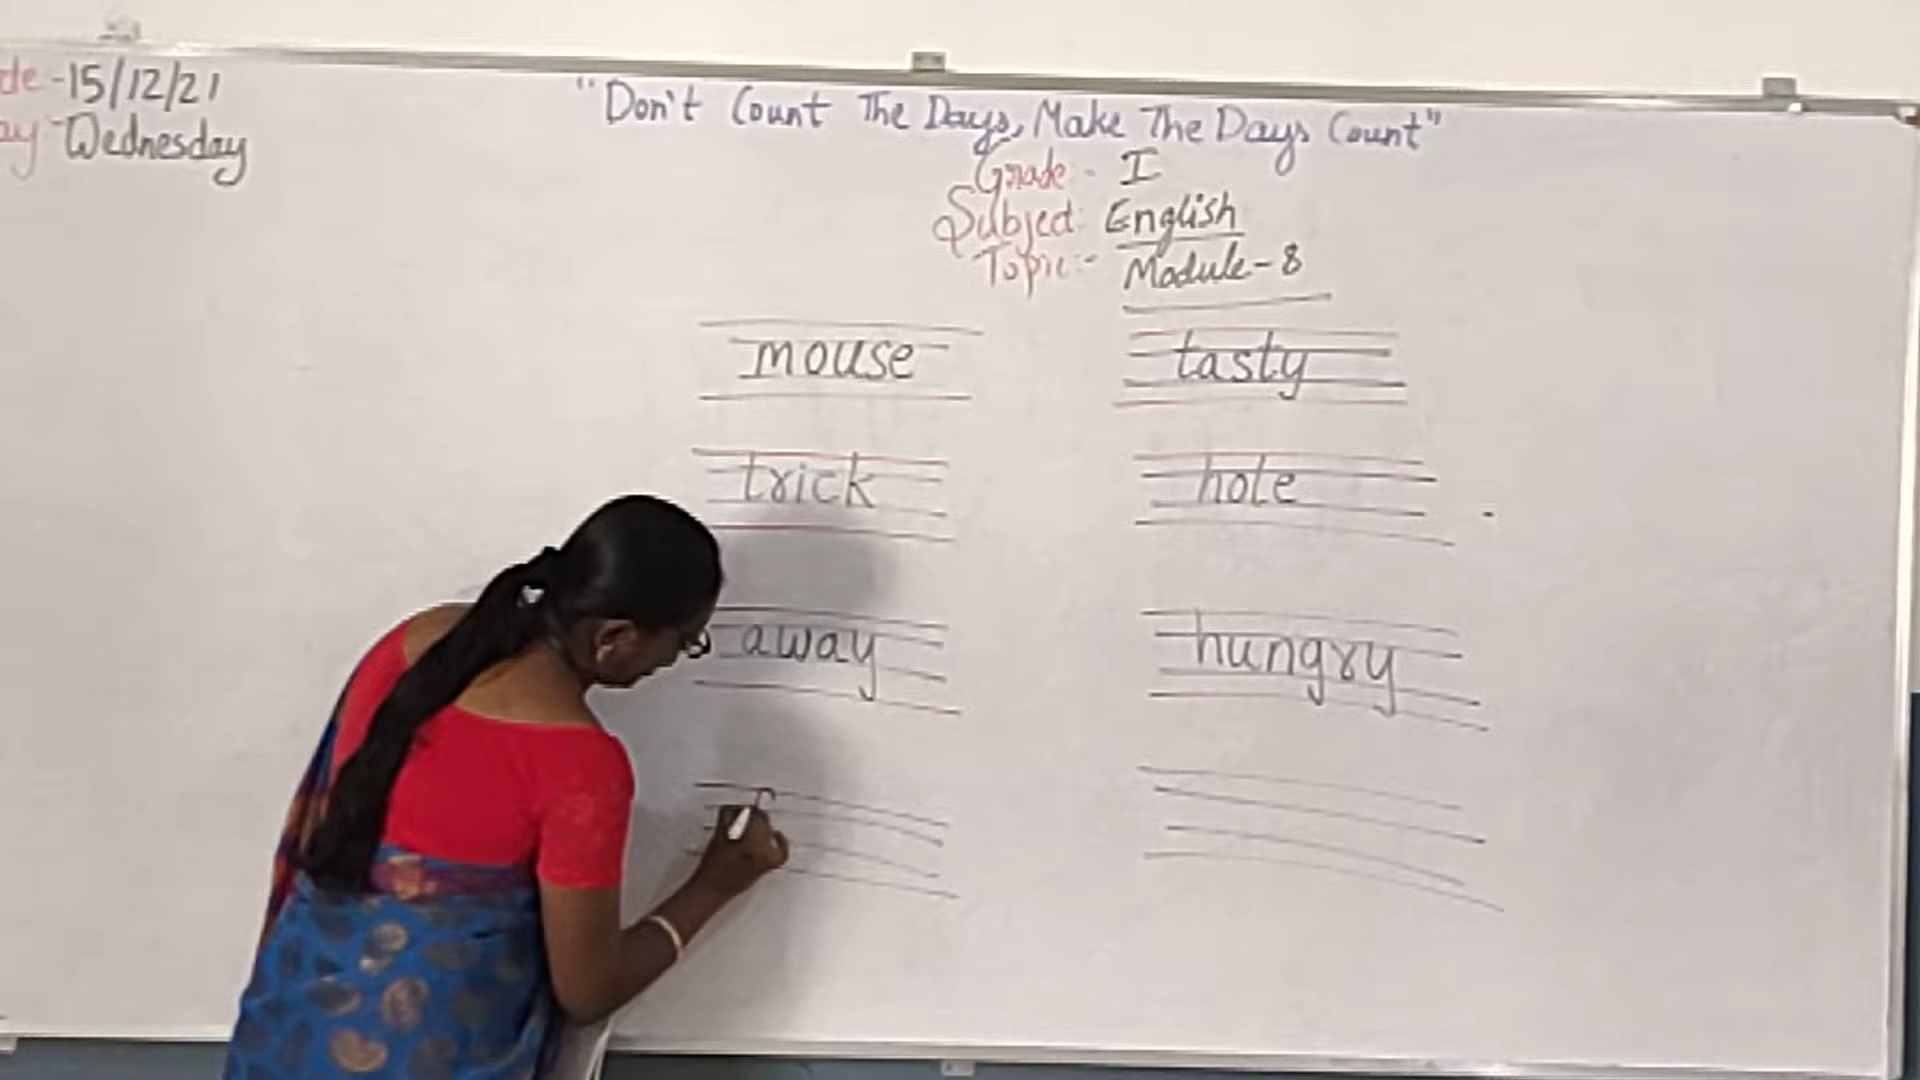 -15/12/21
Wednesday
"Don't Count The Days, Make The Days Count"
Grade:- I
Subject: English
Topic:- Module-8
mouse
tasty
trick
hole
away
hungry